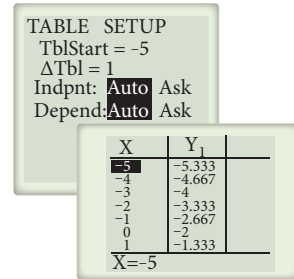 TABLE SETUP
TblStart = -5
ΔTbl = 1
Indpnt: Auto Ask
Depend: Auto Ask
X Y1
-5 -5.333
-4 -4.667
-3 -4
-2 -3.333
-1 -2.667
0 -2
1 -1.333
X=-5